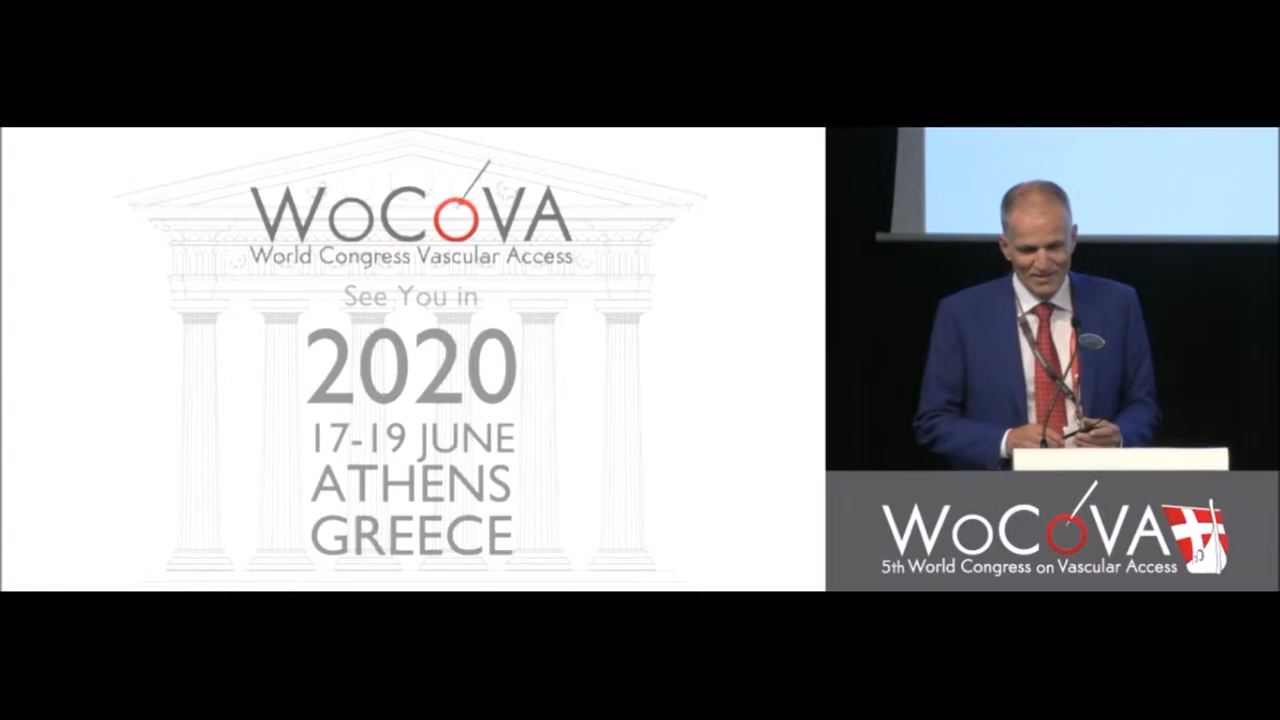 WoCoVA
World Congress Vascular Access
See You in
2020
17-19 JUNE
ATHENS
GREECE
WoCoVA
5th World Congress on Vascular Access